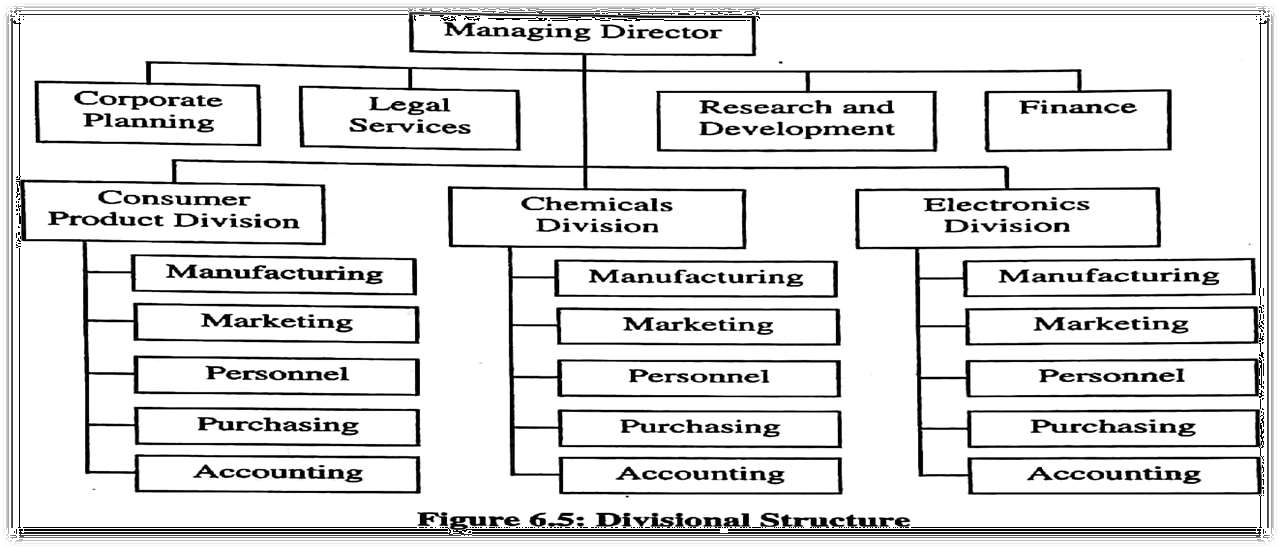 Managing Director
Corporate
Planning
Legal
Services
Research and
Development
Finance
Consumer
Product Division
Chemicals
Division
Electronics
Division
Manufacturing
Marketing
Personnel
Purchasing
Accounting
Manufacturing
Marketing
Personnel
Purchasing
Accounting
Manufacturing
Marketing
Personnel
Purchasing
Accounting
Figure 6.5: Divisional Structure